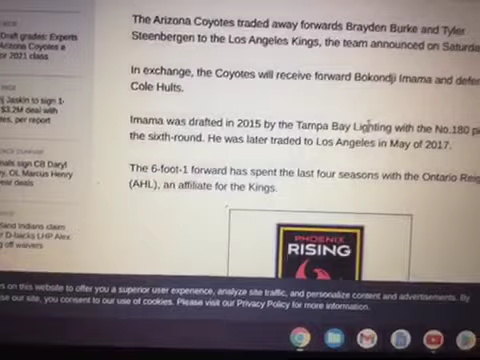 The Arizona Coyotes traded away forwards Brayden Burke and Tyler
Steenbergen to the Los Angeles Kings, the team announced on
In exchange, the Coyotes will receive forward Bokondji Imama and
Cole Hults.
Imama was drafted in 2015 by the Tampa Bay Lighting with the No.180
the sixth-round. He was later traded to Los Angeles in May of 2017.
The 6-foot-1 forward has spent the last four seasons with the Ontario
(AHL), an affiliate for the Kings.
Draft grades: Experts
Arizona Coyotes a
or 2021 class
Jaskin to sign 1-
$3.2M deal with
per report
sign CB Daryl
OL Marcus Henry
deals
Indians claim
D-backs LHP Alex
off waivers
PHOENIX
RISING
on this website to offer you a superior user experience, analyze site traffic, and personalize content and advertisements. By
our site, you consent to our use of cookies. Please visit our Privacy Policy for more information.